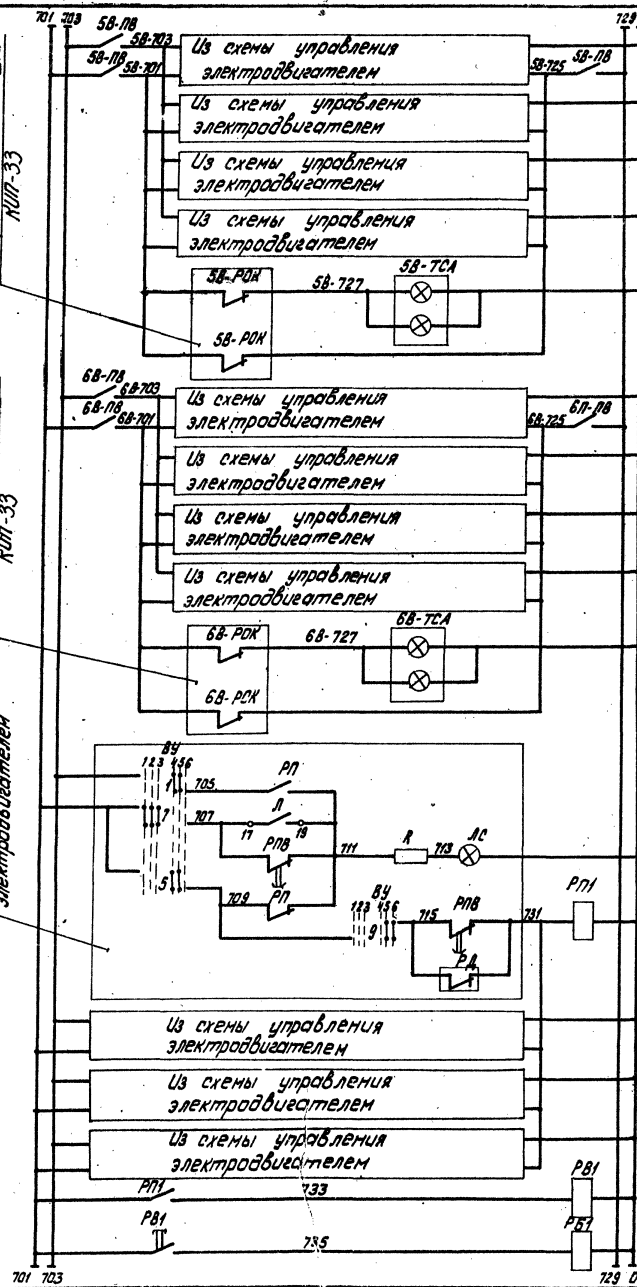 701 703
729
5В-ПВ 5В-703
5В-ПВ 5В-701
Из схемы управления
электродвигателем
5В-725 5В-ПВ
Из схемы управления
электродвигателем
КИП-33
Из схемы управления
электродвигателем
Из схемы управления
электродвигателем
5В-РОК 5В-727 5В-ТСА
5В-РОК
6В-ПВ 6В-703
6В-ПВ 6В-701
Из схемы управления
электродвигателем
6В-725 6П-ПВ
Из схемы управления
электродвигателем
КИП-33
Из схемы управления
электродвигателем
Из схемы управления
электродвигателем
6В-РОК 6В-727 6В-ТСА
6В-РОК
электродвигателем
ВУ
1 2 3 4 5 6
1 705 РП
7 707 17 Л 19
РПВ 711 R 713 ЛС
5 709 РП
ВУ
1 2 3 4 5 6
9 715 РПВ 731 РП1
РД
Из схемы управления
электродвигателем
Из схемы управления
электродвигателем
Из схемы управления
электродвигателем
РП1 733 РВ1
РВ1 735 РБ1
701 703
729 0